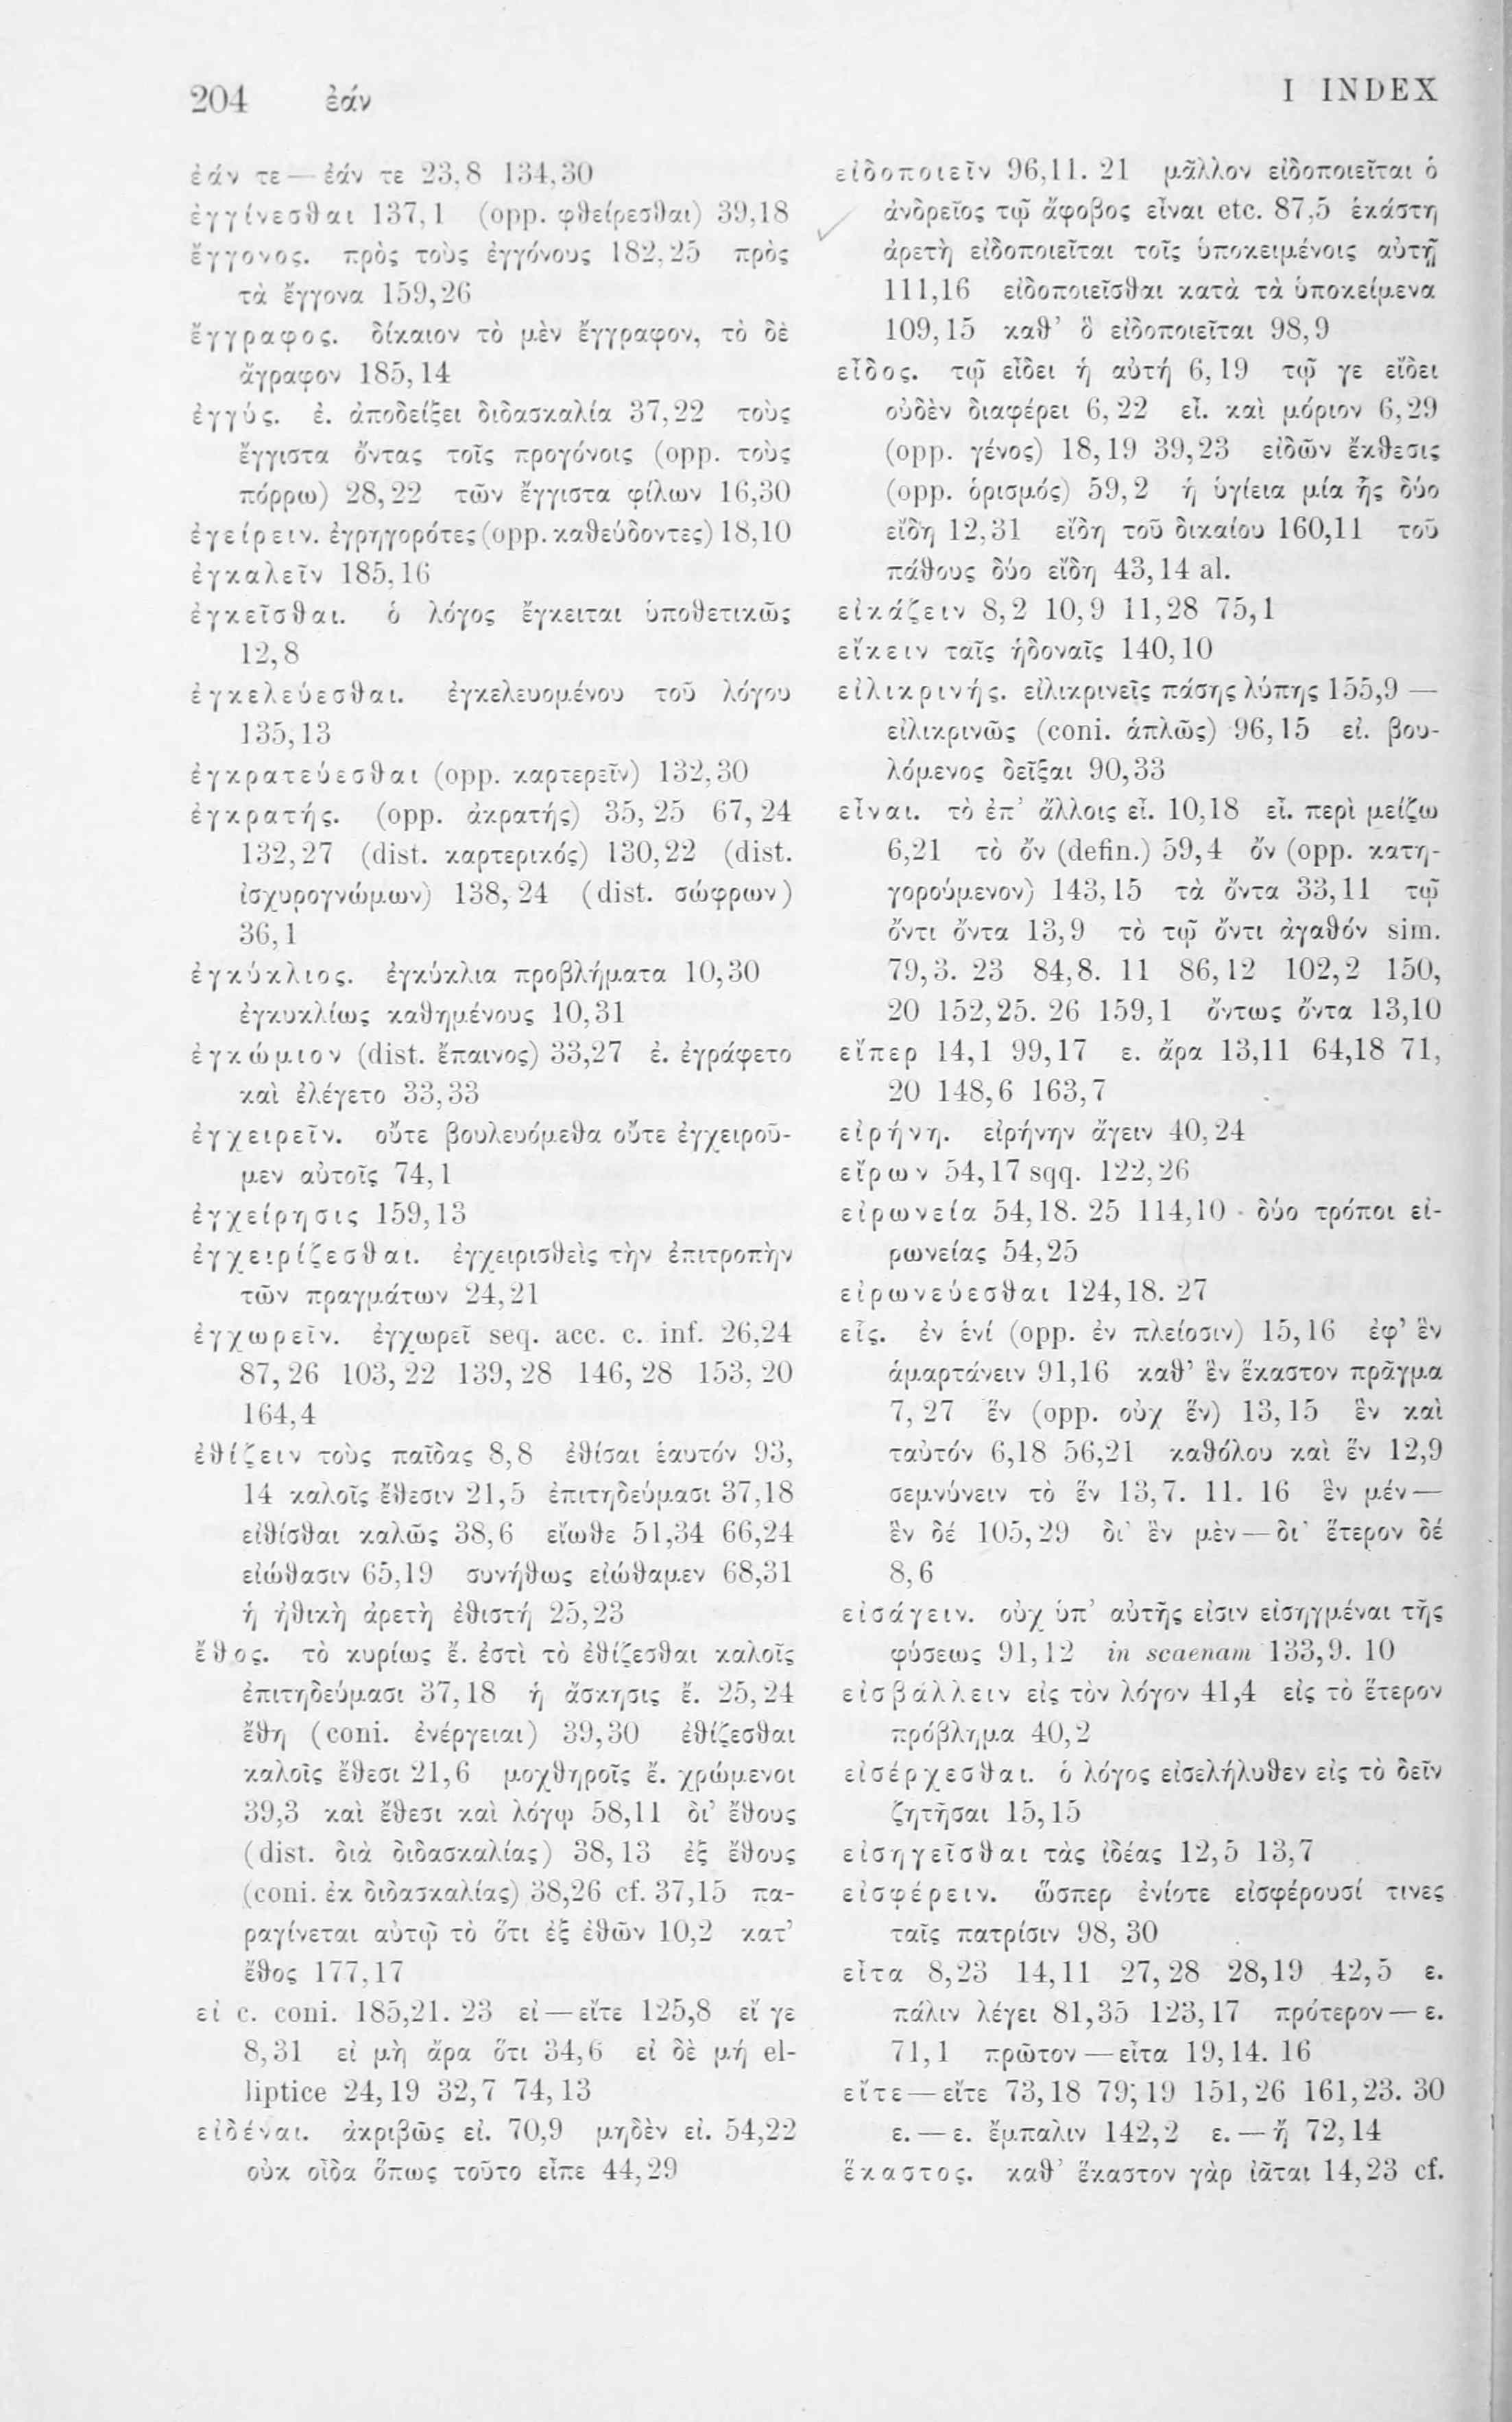 204 ἐάν
I INDEX
ἐάν τε — ἐάν τε 23,8 134,30
ἐγγίνεσθαι 137,1 (opp. φθείρεσθαι) 39,18
ἔγγονος. πρὸς τοὺς ἐγγόνους 182,25 πρὸς
τὰ ἔγγονα 159,26
ἔγγραφος. δίκαιον τὸ μὲν ἔγγραφον, τὸ δὲ
ἄγραφον 185,14
ἐγγύς. ἐ. ἀποδείξει διδασκαλία 37,22 τοὺς
ἔγγιστα ὄντας τοῖς προγόνοις (opp. τοὺς
πόρρω) 28,22 τῶν ἔγγιστα φίλων 16,30
ἐγείρειν. ἐγρηγορότες (opp. καθεύδοντες) 18,10
ἐγκαλεῖν 185,16
ἐγκεῖσθαι. ὁ λόγος ἔγκειται ὑποθετικῶς
12,8
ἐγκελεύεσθαι. ἐγκελευομένου τοῦ λόγου
135,13
ἐγκρατεύεσθαι (opp. καρτερεῖν) 132,30
ἐγκρατής. (opp. ἀκρατής) 35,25 67,24
132,27 (dist. καρτερικός) 130,22 (dist.
ἰσχυρογνώμων) 138,24 (dist. σώφρων)
36,1
ἐγκύκλιος. ἐγκύκλια προβλήματα 10,30
ἐγκυκλίως καθημένους 10,31
ἐγκώμιον (dist. ἔπαινος) 33,27 ἐ. ἐγράφετο
καὶ ἐλέγετο 33,33
ἐγχειρεῖν. οὔτε βουλευόμεθα οὔτε ἐγχειροῦ-
μεν αὐτοῖς 74,1
ἐγχείρησις 159,13
ἐγχειρίζεσθαι. ἐγχειρισθεὶς τὴν ἐπιτροπὴν
τῶν πραγμάτων 24,21
ἐγχωρεῖν. ἐγχωρεῖ seq. acc. c. inf. 26,24
87,26 103,22 139,28 146,28 153,20
164,4
ἐθίζειν τοὺς παῖδας 8,8 ἐθίσαι ἑαυτόν 93,
14 καλοῖς ἔθεσιν 21,5 ἐπιτηδεύμασι 37,18
εἰθίσθαι καλῶς 38,6 εἴωθε 51,34 66,24
εἰώθασιν 65,19 συνήθως εἰώθαμεν 68,31
ἡ ἠθικὴ ἀρετὴ ἐθιστή 25,23
ἔθος. τὸ κυρίως ἔ. ἐστὶ τὸ ἐθίζεσθαι καλοῖς
ἐπιτηδεύμασι 37,18 ἡ ἄσκησις ἔ. 25,24
ἔθη (coni. ἐνέργειαι) 39,30 ἐθίζεσθαι
καλοῖς ἔθεσι 21,6 μοχθηροῖς ἔ. χρώμενοι
39,3 καὶ ἔθεσι καὶ λόγῳ 58,11 δι’ ἔθους
(dist. διὰ διδασκαλίας) 38,13 ἐξ ἔθους
(coni. ἐκ διδασκαλίας) 38,26 cf. 37,15 πα-
ραγίνεται αὐτῷ τὸ ὅτι ἐξ ἐθῶν 10,2 κατ’
ἔθος 177,17
εἰ c. coni. 185,21. 23 εἰ — εἴτε 125,8 εἴ γε
8,31 εἰ μὴ ἄρα ὅτι 34,6 εἰ δὲ μή el-
liptice 24,19 32,7 74,13
εἰδέναι. ἀκριβῶς εἰ. 70,9 μηδὲν εἰ. 54,22
οὐκ οἶδα ὅπως τοῦτο εἶπε 44,29
εἰδοποιεῖν 96,11. 21 μᾶλλον εἰδοποιεῖται ὁ
ἀνδρεῖος τῷ ἄφοβος εἶναι etc. 87,5 ἑκάστη
ἀρετὴ εἰδοποιεῖται τοῖς ὑποκειμένοις αὐτῇ
111,16 εἰδοποιεῖσθαι κατὰ τὰ ὑποκείμενα
109,15 καθ’ ὃ εἰδοποιεῖται 98,9
εἶδος. τῷ εἶδει ἡ αὐτή 6,19 τῷ γε εἴδει
οὐδὲν διαφέρει 6,22 εἶ. καὶ μόριον 6,29
(opp. γένος) 18,19 39,23 εἰδῶν ἔκθεσις
(opp. ὁρισμός) 59,2 ἡ ὑγίεια μία ἧς δύο
εἴδη 12,31 εἴδη τοῦ δικαίου 160,11 τοῦ
πάθους δύο εἴδη 43,14 al.
εἰκάζειν 8,2 10,9 11,28 75,1
εἴκειν ταῖς ἡδοναῖς 140,10
εἰλικρινής. εἰλικρινεῖς πάσης λύπης 155,9 —
εἰλικρινῶς (coni. ἁπλῶς) 96,15 εἰ. βου-
λόμενος δεῖξαι 90,33
εἶναι. τὸ ἐπ’ ἄλλοις εἶ. 10,18 εἶ. περὶ μείζω
6,21 τὸ ὄν (defin.) 59,4 ὄν (opp. κατη-
γορούμενον) 143,15 τὰ ὄντα 33,11 τῷ
ὄντι ὄντα 13,9 τὸ τῷ ὄντι ἀγαθόν sim.
79,3. 23 84,8. 11 86,12 102,2 150,
20 152,25. 26 159,1 ὄντως ὄντα 13,10
εἴπερ 14,1 99,17 ε. ἄρα 13,11 64,18 71,
20 148,6 163,7
εἰρήνη. εἰρήνην ἄγειν 40,24
εἴρων 54,17 sqq. 122,26
εἰρωνεία 54,18. 25 114,10 δύο τρόποι εἰ-
ρωνείας 54,25
εἰρωνεύεσθαι 124,18. 27
εἷς. ἐν ἑνί (opp. ἐν πλείοσιν) 15,16 ἐφ’ ἓν
ἁμαρτάνειν 91,16 καθ’ ἓν ἕκαστον πρᾶγμα
7,27 ἕν (opp. οὐχ ἕν) 13,15 ἓν καὶ
ταὐτόν 6,18 56,21 καθόλου καὶ ἕν 12,9
σεμνύνειν τὸ ἕν 13,7. 11. 16 ἓν μέν —
ἓν δέ 105,29 δι’ ἓν μὲν — δι’ ἕτερον δέ
8,6
εἰσάγειν. οὐχ ὑπ’ αὐτῆς εἰσιν εἰσηγμέναι τῆς
φύσεως 91,12 in scaenam 133,9. 10
εἰσβάλλειν εἰς τὸν λόγον 41,4 εἰς τὸ ἕτερον
πρόβλημα 40,2
εἰσέρχεσθαι. ὁ λόγος εἰσελήλυθεν εἰς τὸ δεῖν
ζητῆσαι 15,15
εἰσηγεῖσθαι τὰς ἰδέας 12,5 13,7
εἰσφέρειν. ὥσπερ ἐνίοτε εἰσφέρουσί τινες
ταῖς πατρίσιν 98,30
εἶτα 8,23 14,11 27,28 28,19 42,5 ε.
πάλιν λέγει 81,35 123,17 πρότερον — ε.
71,1 πρῶτον — εἶτα 19,14. 16
εἴτε — εἴτε 73,18 79,19 151,26 161,23. 30
ε. — ε. ἔμπαλιν 142,2 ε. — ἤ 72,14
ἕκαστος. καθ’ ἕκαστον γὰρ ἰᾶται 14,23 cf.